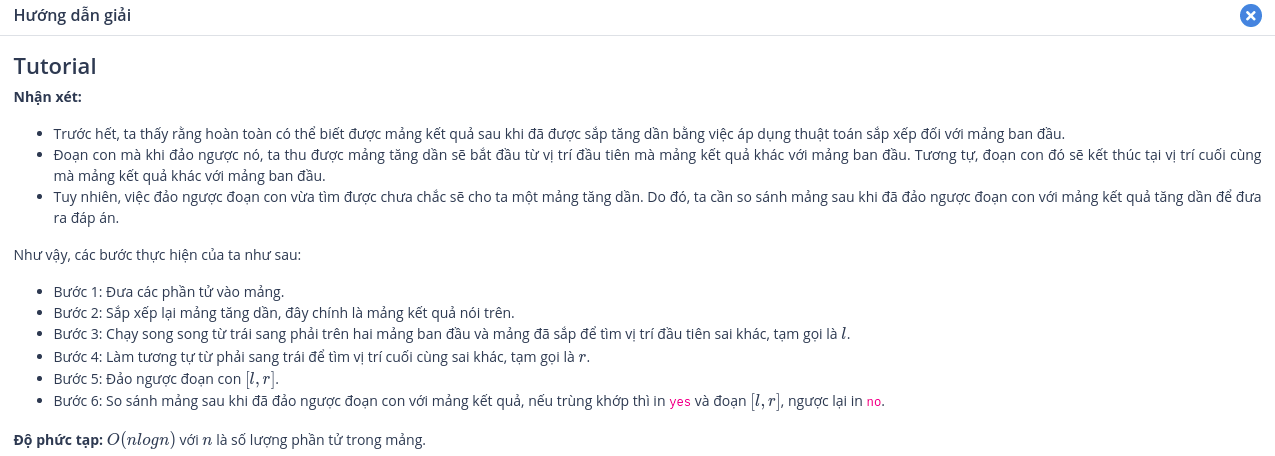 Hướng dẫn giải
Tutorial
Nhận xét:
• Trước hết, ta thấy rằng hoàn toàn có thể biết được mảng kết quả sau khi đã được sắp tăng dần bằng việc áp dụng thuật toán sắp xếp đối với mảng ban đầu.
• Đoạn con mà khi đảo ngược nó, ta thu được mảng tăng dần sẽ bắt đầu từ vị trí đầu tiên mà mảng kết quả khác với mảng ban đầu. Tương tự, đoạn con đó sẽ kết thúc tại vị trí cuối cùng
mà mảng kết quả khác với mảng ban đầu.
• Tuy nhiên, việc đảo ngược đoạn con vừa tìm được chưa chắc sẽ cho ta một mảng tăng dần. Do đó, ta cần so sánh mảng sau khi đã đảo ngược đoạn con với mảng kết quả tăng dần để đưa
ra đáp án.
Như vậy, các bước thực hiện của ta như sau:
• Bước 1: Đưa các phần tử vào mảng.
• Bước 2: Sắp xếp lại mảng tăng dần, đây chính là mảng kết quả nói trên.
• Bước 3: Chạy song song từ trái sang phải trên hai mảng ban đầu và mảng đã sắp để tìm vị trí đầu tiên sai khác, tạm gọi là l.
• Bước 4: Làm tương tự từ phải sang trái để tìm vị trí cuối cùng sai khác, tạm gọi là r.
• Bước 5: Đảo ngược đoạn con [l, r].
• Bước 6: So sánh mảng sau khi đã đảo ngược đoạn con với mảng kết quả, nếu trùng khớp thì in yes và đoạn [l, r], ngược lại in no.
Độ phức tạp: O(nlogn) với n là số lượng phần tử trong mảng.